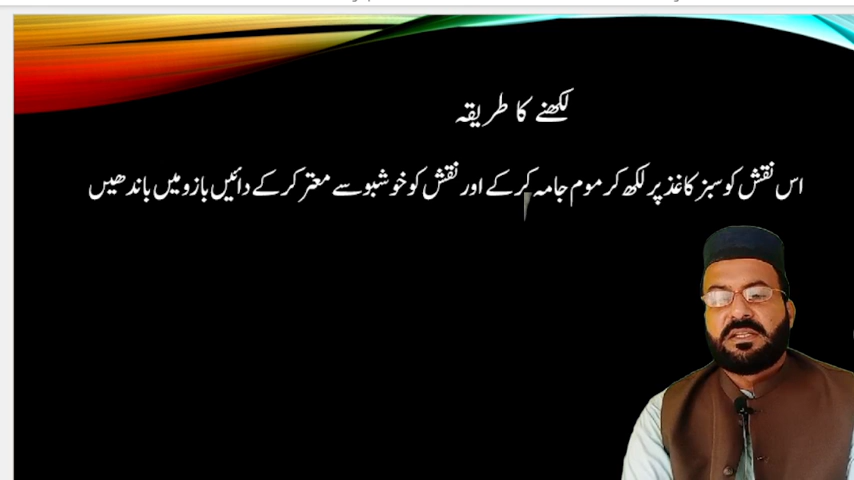 لکھنے کا طریقہ
اس نقش کو سبز کاغذ پر لکھ کر موم جامہ کر کے اور نقش کو خوشبو سے معتر کر کے دائیں بازو میں باندھیں